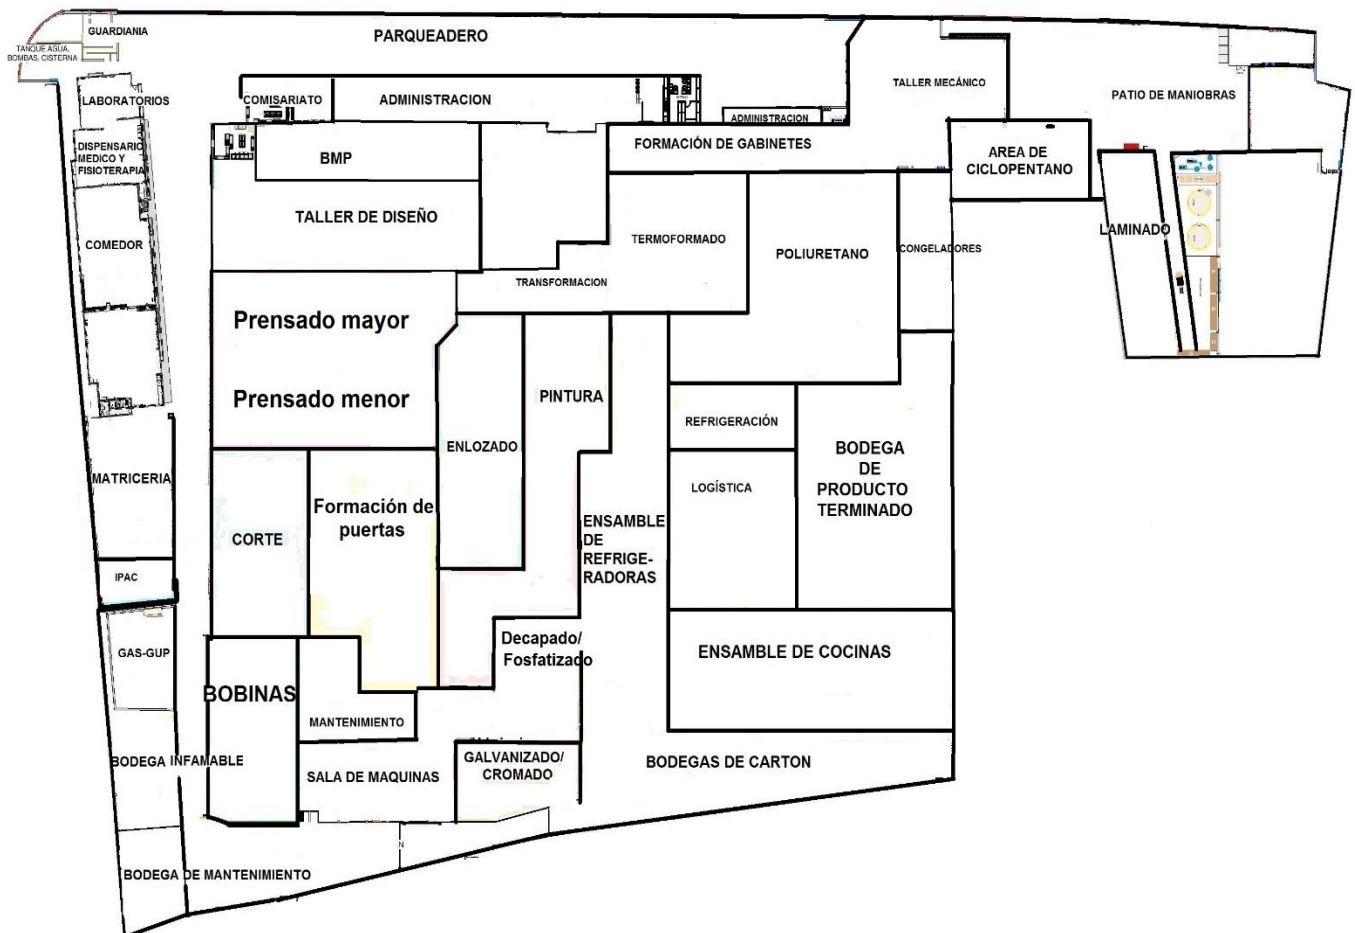 GUARDIANIA
TANQUE AGUA,
BOMBAS, CISTERNA
PARQUEADERO
TALLER MECÁNICO
PATIO DE MANIOBRAS
LABORATORIOS
COMISARIATO
ADMINISTRACION
ADMINISTRACION
DISPENSARIO
MEDICO Y
FISIOTERAPIA
BMP
FORMACIÓN DE GABINETES
AREA DE
CICLOPENTANO
TALLER DE DISEÑO
COMEDOR
TERMOFORMADO
POLIURETANO
CONGELADORES
LAMINADO
TRANSFORMACION
Prensado mayor
Prensado menor
PINTURA
ENLOZADO
REFRIGERACIÓN
BODEGA
DE
PRODUCTO
TERMINADO
MATRICERIA
LOGÍSTICA
Formación de
puertas
CORTE
ENSAMBLE
DE
REFRIGE-
RADORAS
IPAC
GAS-GUP
Decapado/
Fosfatizado
ENSAMBLE DE COCINAS
BOBINAS
MANTENIMIENTO
BODEGA INFAMABLE
SALA DE MAQUINAS
GALVANIZADO/
CROMADO
BODEGAS DE CARTON
N
BODEGA DE MANTENIMIENTO